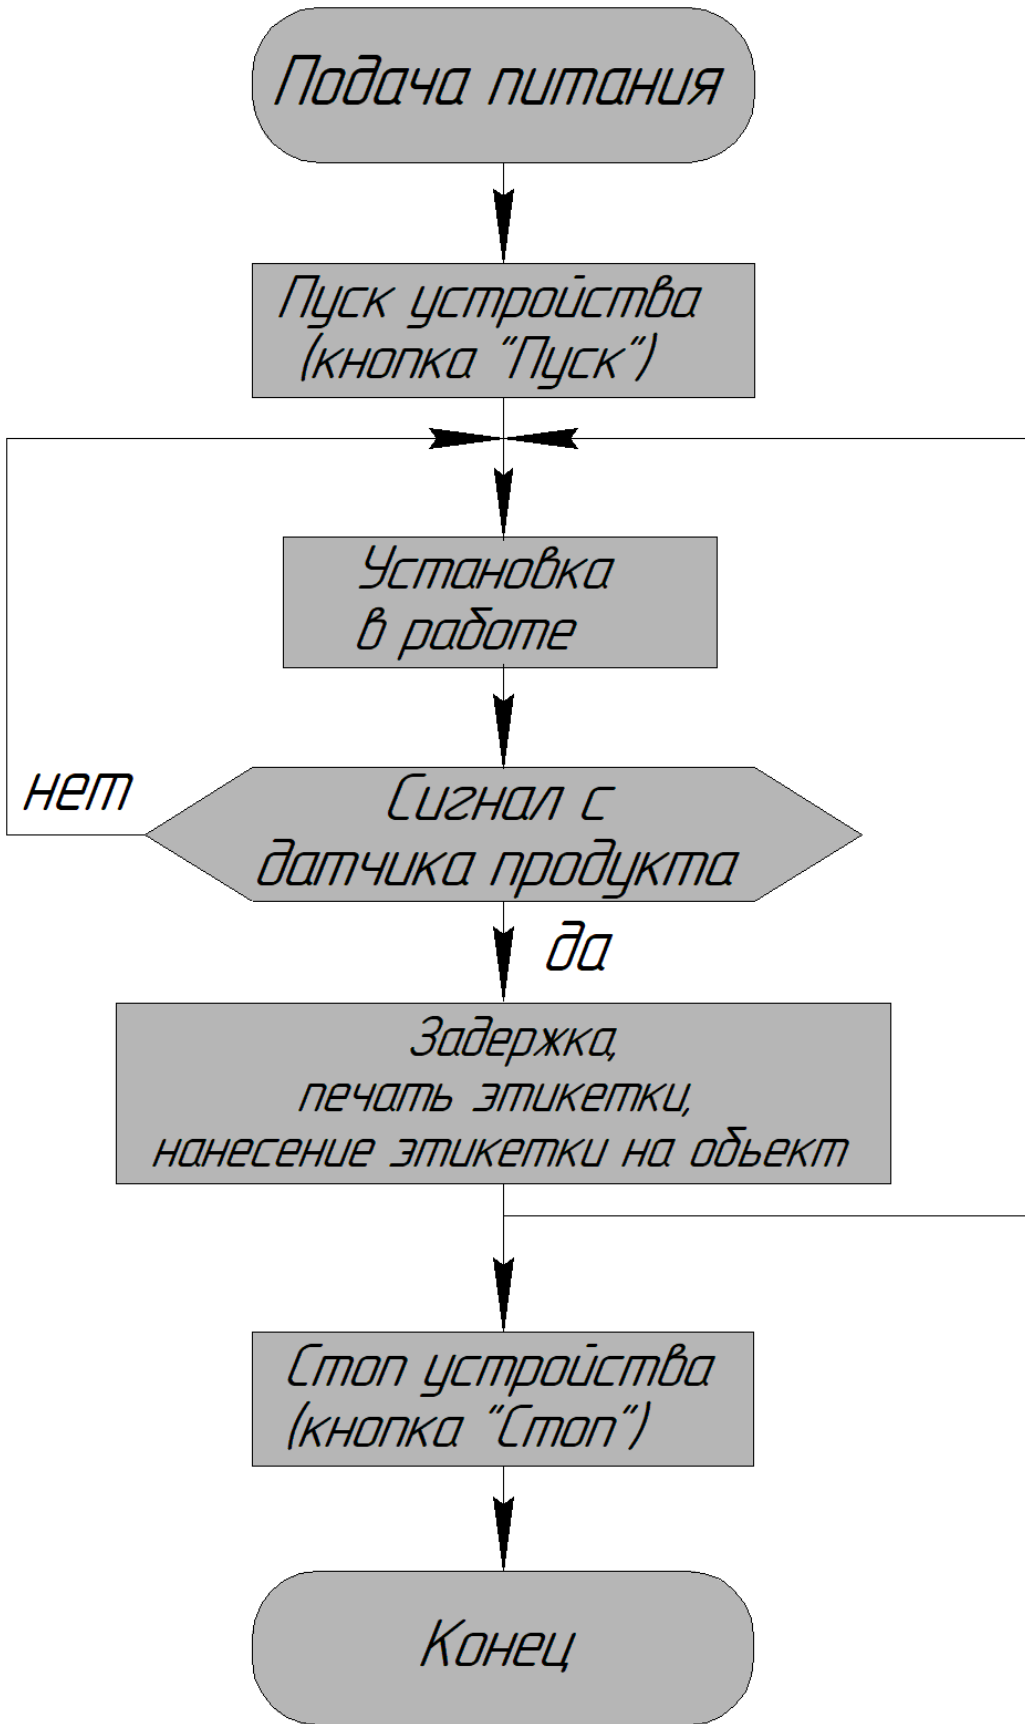 Подача питания
Пуск устройства
(кнопка "Пуск")
Установка
в работе
нет
Сигнал с
датчика продукта
да
Задержка,
печать этикетки,
нанесение этикетки на обьект
Стоп устройства
(кнопка "Стоп")
Конец